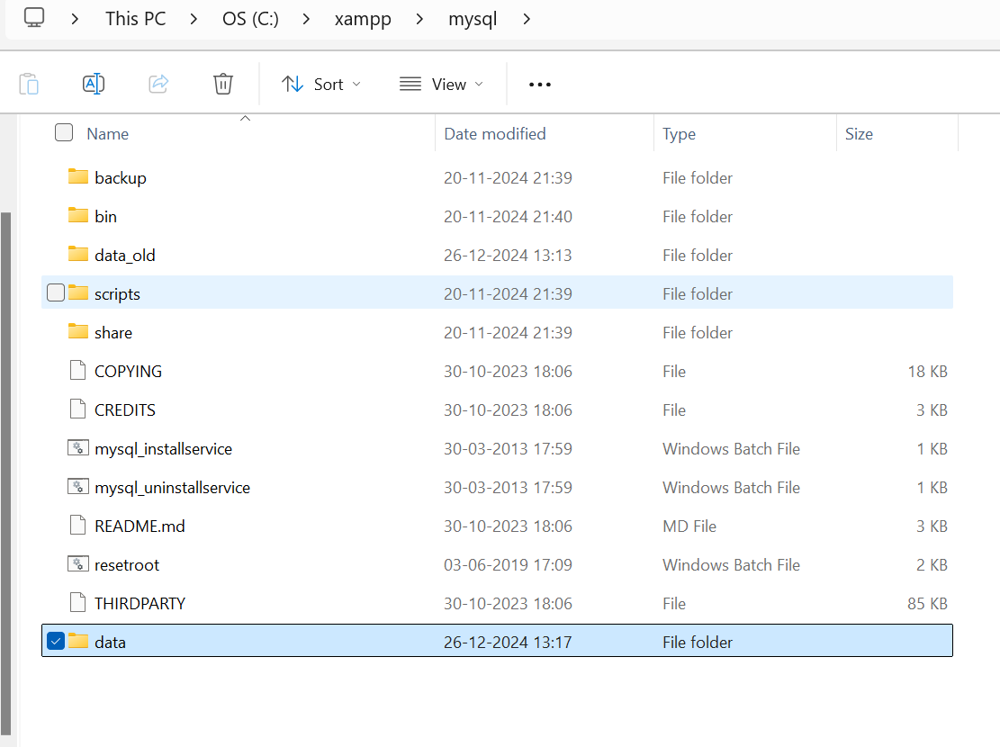 This PC > OS (C:) > xampp > mysql >
Sort View
Name Date modified Type Size
backup 20-11-2024 21:39 File folder
bin 20-11-2024 21:40 File folder
data_old 26-12-2024 13:13 File folder
scripts 20-11-2024 21:39 File folder
share 20-11-2024 21:39 File folder
COPYING 30-10-2023 18:06 File 18 KB
CREDITS 30-10-2023 18:06 File 3 KB
mysql_installservice 30-03-2013 17:59 Windows Batch File 1 KB
mysql_uninstallservice 30-03-2013 17:59 Windows Batch File 1 KB
README.md 30-10-2023 18:06 MD File 3 KB
resetroot 03-06-2019 17:09 Windows Batch File 2 KB
THIRDPARTY 30-10-2023 18:06 File 85 KB
data 26-12-2024 13:17 File folder